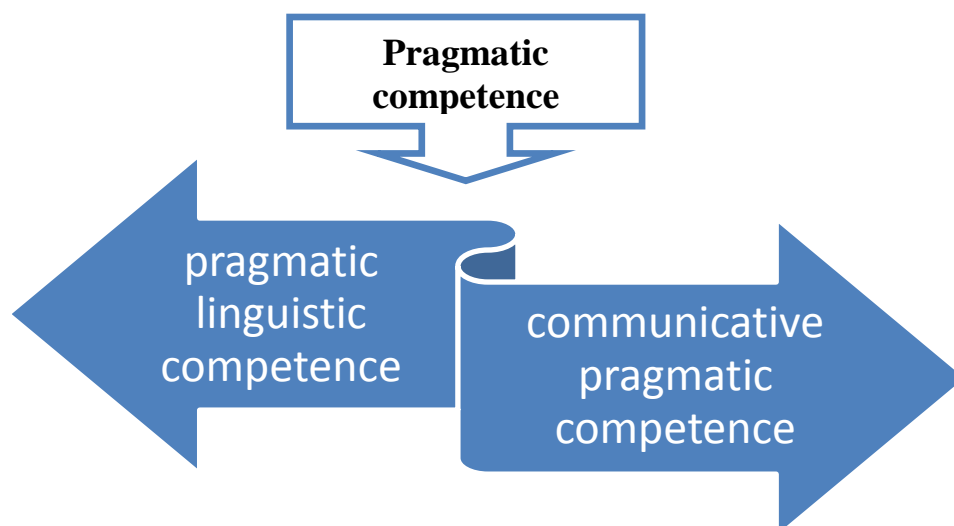 Pragmatic
competence
pragmatic
linguistic
competence
communicative
pragmatic
competence